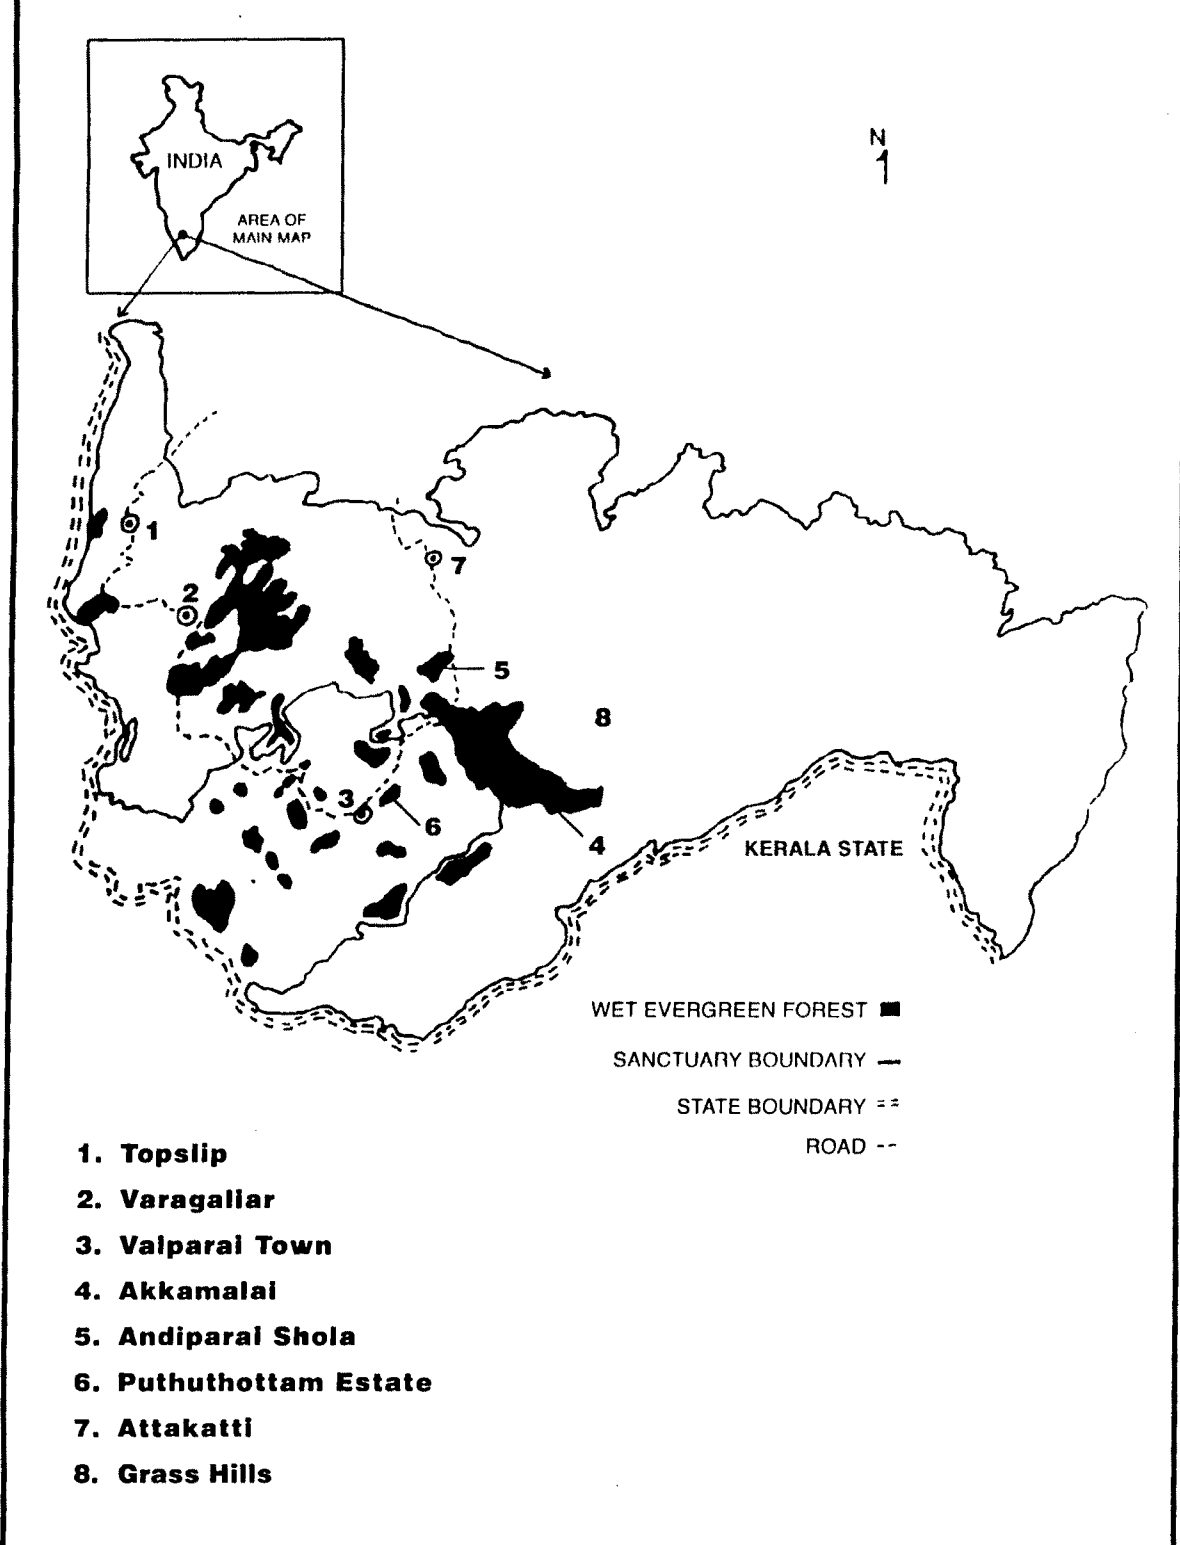 INDIA
AREA OF
MAIN MAP
N
1
2
7
5
8
3
6
4
KERALA STATE
WET EVERGREEN FOREST
SANCTUARY BOUNDARY
STATE BOUNDARY
ROAD
1. Topslip
2. Varagaliar
3. Valparai Town
4. Akkamalai
5. Andiparai Shola
6. Puthuthottam Estate
7. Attakatti
8. Grass Hills